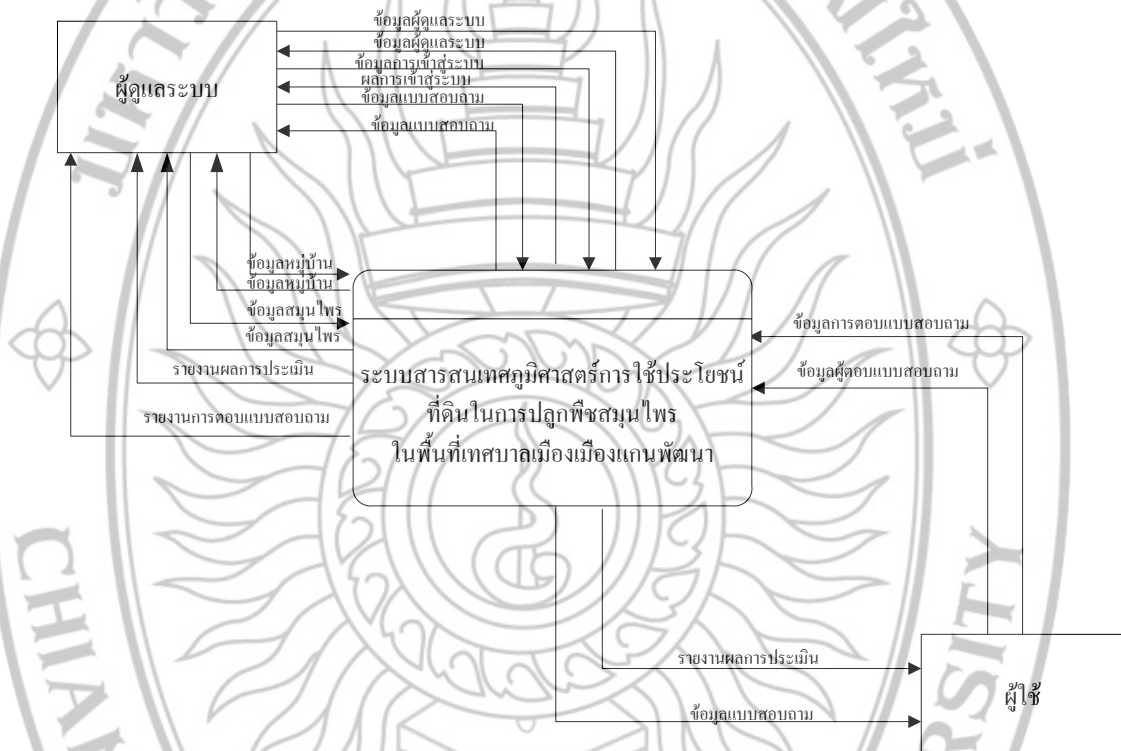 ข้อมูลผู้ดูแลระบบ
ข้อมูลผู้ดูแลระบบ
ข้อมูลการเข้าสู่ระบบ
ผลการเข้าสู่ระบบ
ข้อมูลแบบสอบถาม
ข้อมูลแบบสอบถาม
ผู้ดูแลระบบ
ข้อมูลหมู่บ้าน
ข้อมูลหมู่บ้าน
ข้อมูลสมุนไพร
ข้อมูลสมุนไพร
รายงานผลการประเมิน
รายงานการตอบแบบสอบถาม
ระบบสารสนเทศภูมิศาสตร์การใช้ประโยชน์
ที่ดินในการปลูกพืชสมุนไพร
ในพื้นที่เทศบาลเมืองเมืองแกนพัฒนา
ข้อมูลการตอบแบบสอบถาม
ข้อมูลผู้ตอบแบบสอบถาม
รายงานผลการประเมิน
ข้อมูลแบบสอบถาม
ผู้ใช้